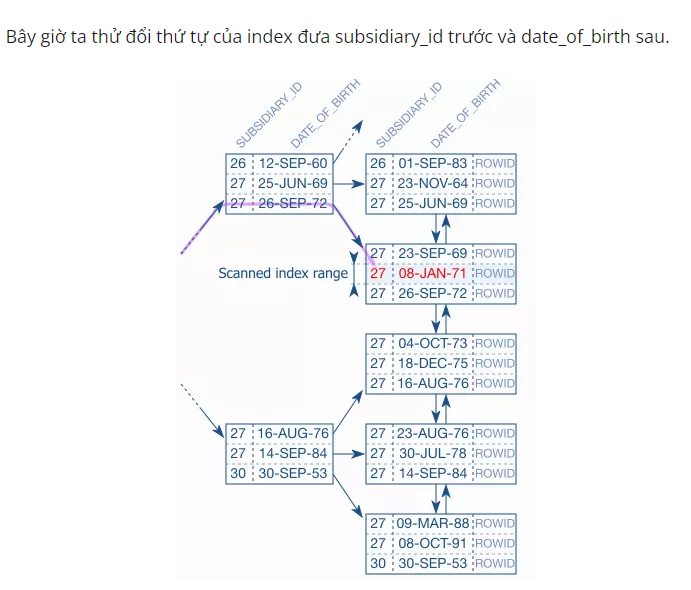 Bây giờ ta thử đổi thứ tự của index đưa subsidiary_id trước và date_of_birth sau.
SUBSIDIARY_ID DATE_OF_BIRTH SUBSIDIARY_ID DATE_OF_BIRTH
26 12-SEP-60
27 25-JUN-69
27 26-SEP-72
26 01-SEP-83 ROWID
27 23-NOV-64 ROWID
27 25-JUN-69 ROWID
27 23-SEP-69 ROWID
Scanned index range 27 08-JAN-71 ROWID
27 26-SEP-72 ROWID
27 04-OCT-73 ROWID
27 18-DEC-75 ROWID
27 16-AUG-76 ROWID
27 16-AUG-76
27 14-SEP-84
30 30-SEP-53
27 23-AUG-76 ROWID
27 30-JUL-78 ROWID
27 14-SEP-84 ROWID
27 09-MAR-88 ROWID
27 08-OCT-91 ROWID
30 30-SEP-53 ROWID